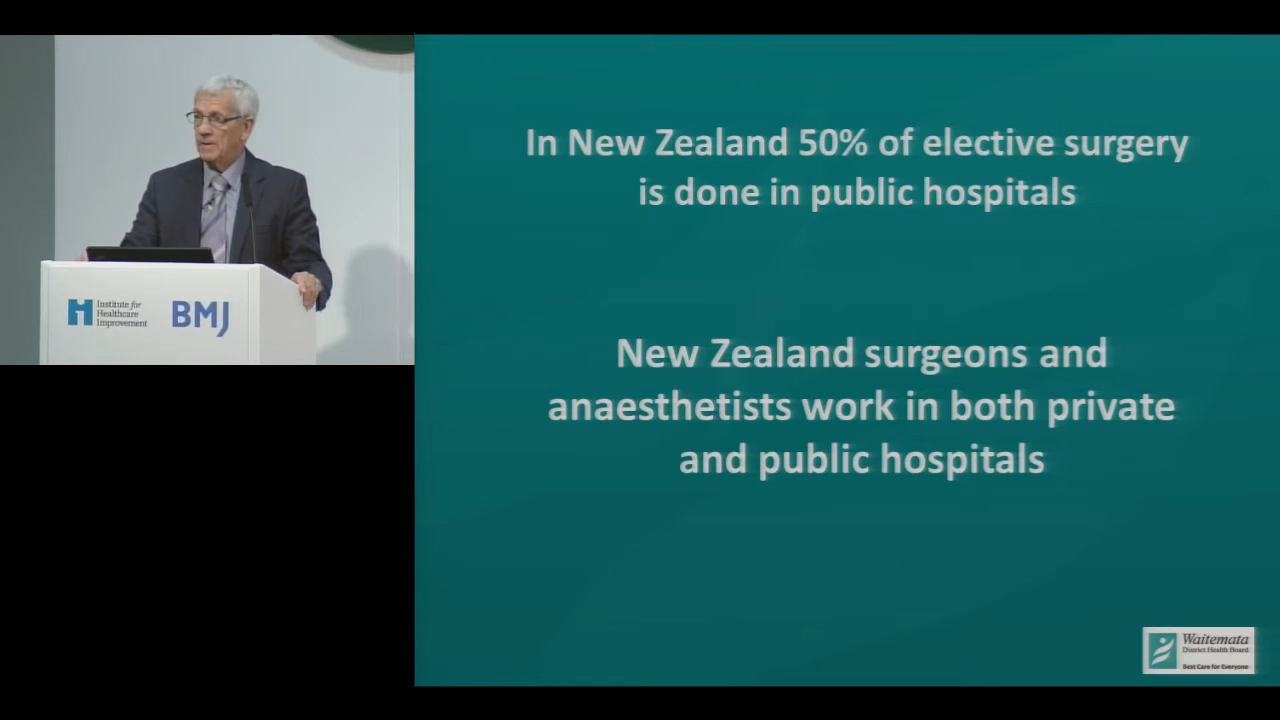 In New Zealand 50% of elective surgery
is done in public hospitals
New Zealand surgeons and
anaesthetists work in both private
and public hospitals
Institute for
Healthcare
Improvement
BMJ
Waitemata
District Health Board
Best Care for Everyone